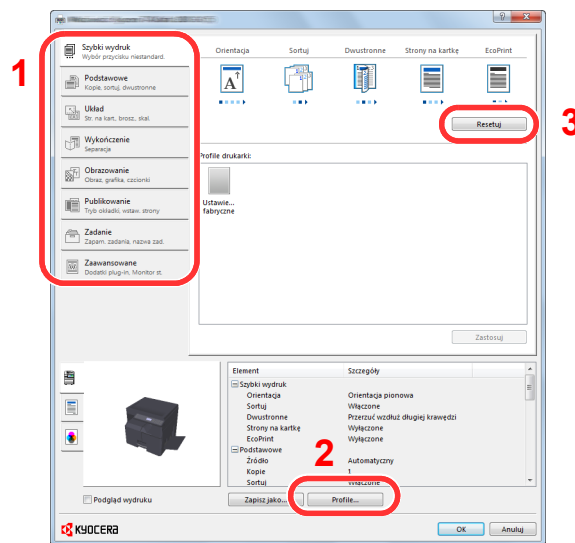 1
Szybki wydruk
Wybór przycisku niestandard.
Podstawowe
Kopie, sortuj, dwustronne
Układ
Str. na kart, brosz., skal.
Wykończenie
Separacja
Obrazowanie
Obraz, grafika, czcionki
Publikowanie
Tryb okładki, wstaw. strony
Zadanie
Zapam. zadania, nazwa zad.
Zaawansowane
Dodatki plug-in, Monitor st.
Orientacja Sortuj Dwustronne Strony na kartkę EcoPrint
A
Resetuj
3
Profile drukarki:
Ustawie...
fabryczne
Zastosuj
Element Szczegóły
Szybki wydruk
Orientacja Orientacja pionowa
Sortuj Włączone
Dwustronne Przerzuć wzdłuż długiej krawędzi
Strony na kartkę Wyłączone
EcoPrint Wyłączone
Podstawowe
Źródło Automatyczny
Kopie 1
Sortuj Włączone
2
Podgląd wydruku
Zapisz jako... Profile...
KYOCERA
OK Anuluj